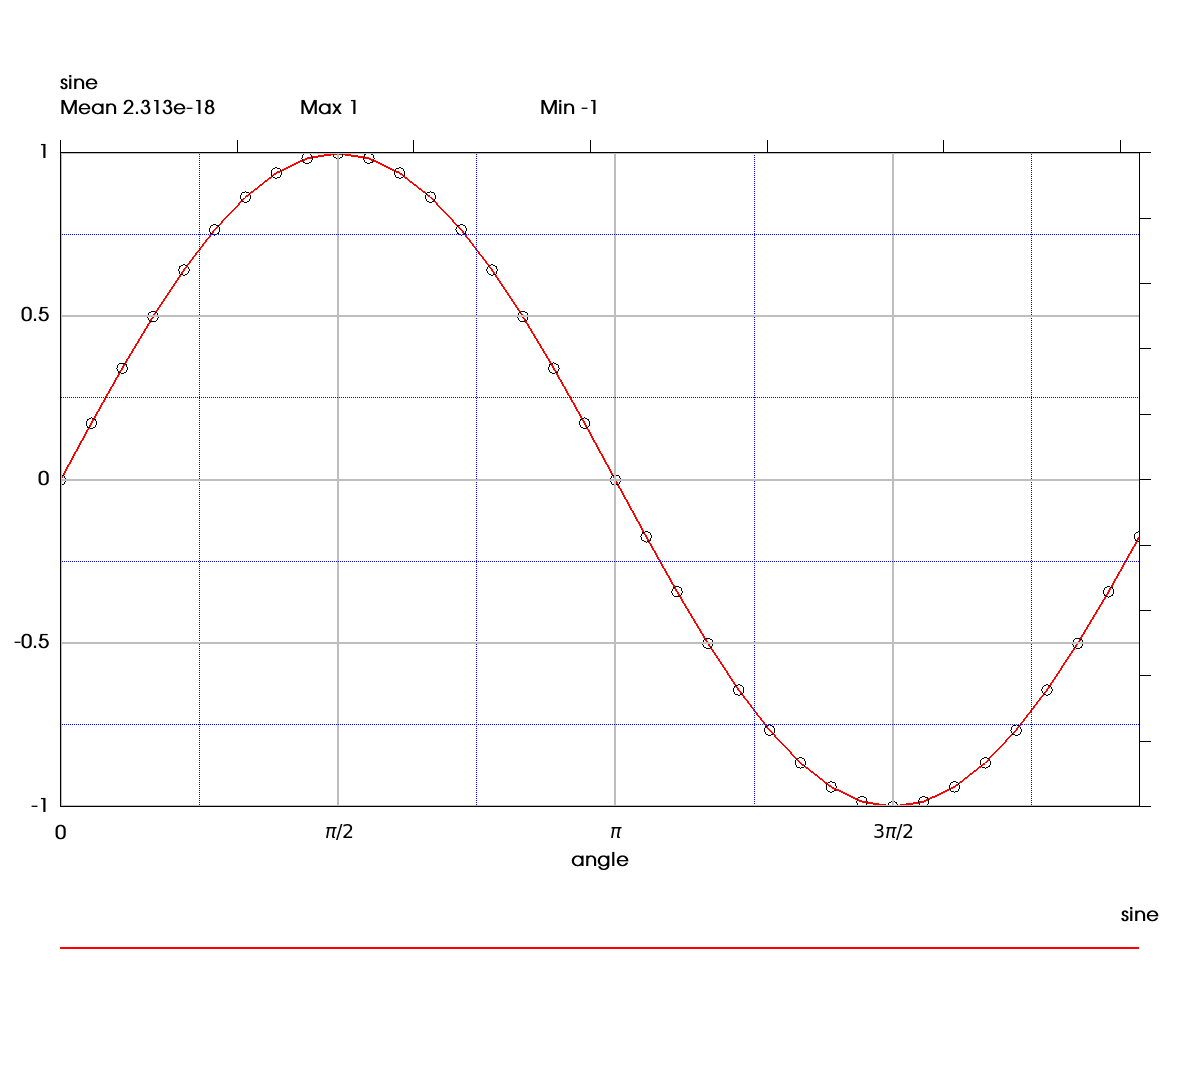 sine
Mean 2.313e-18 Max 1 Min -1
1
0.5
0
-0.5
-1
0 π/2 π 3π/2
angle
sine